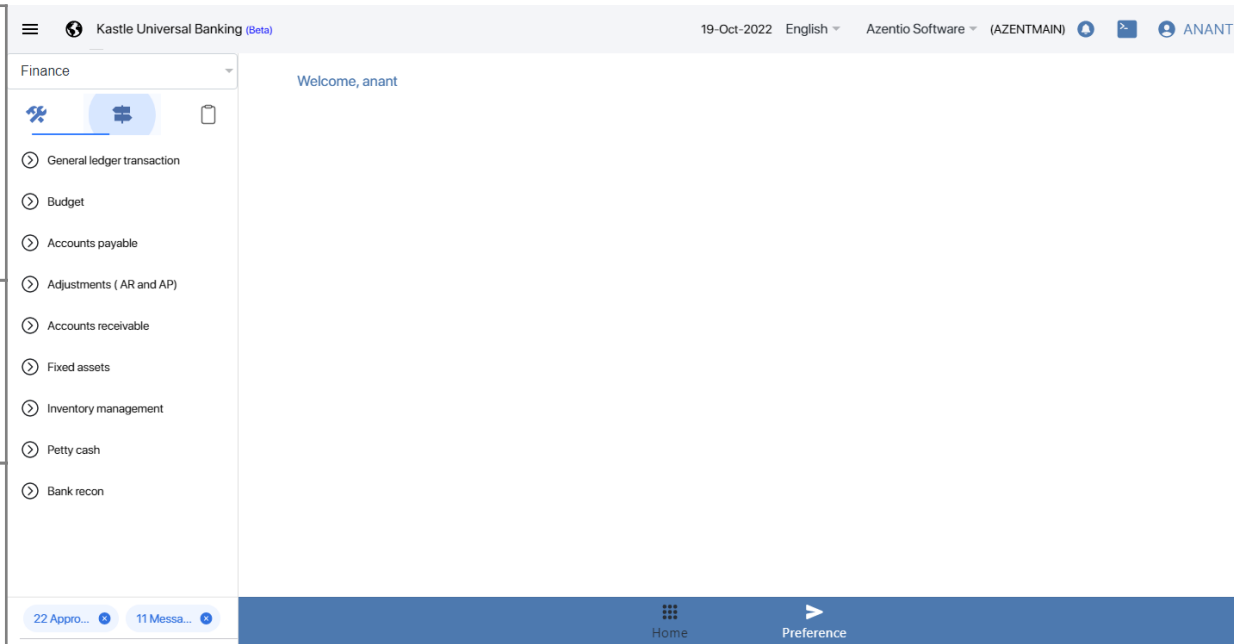 Kastle Universal Banking (Beta)
19-Oct-2022 English Azentio Software (AZENTMAIN) ANANT
Finance
Welcome, anant
General ledger transaction
Budget
Accounts payable
Adjustments ( AR and AP)
Accounts receivable
Fixed assets
Inventory management
Petty cash
Bank recon
22 Appro... 11 Messa...
Home Preference